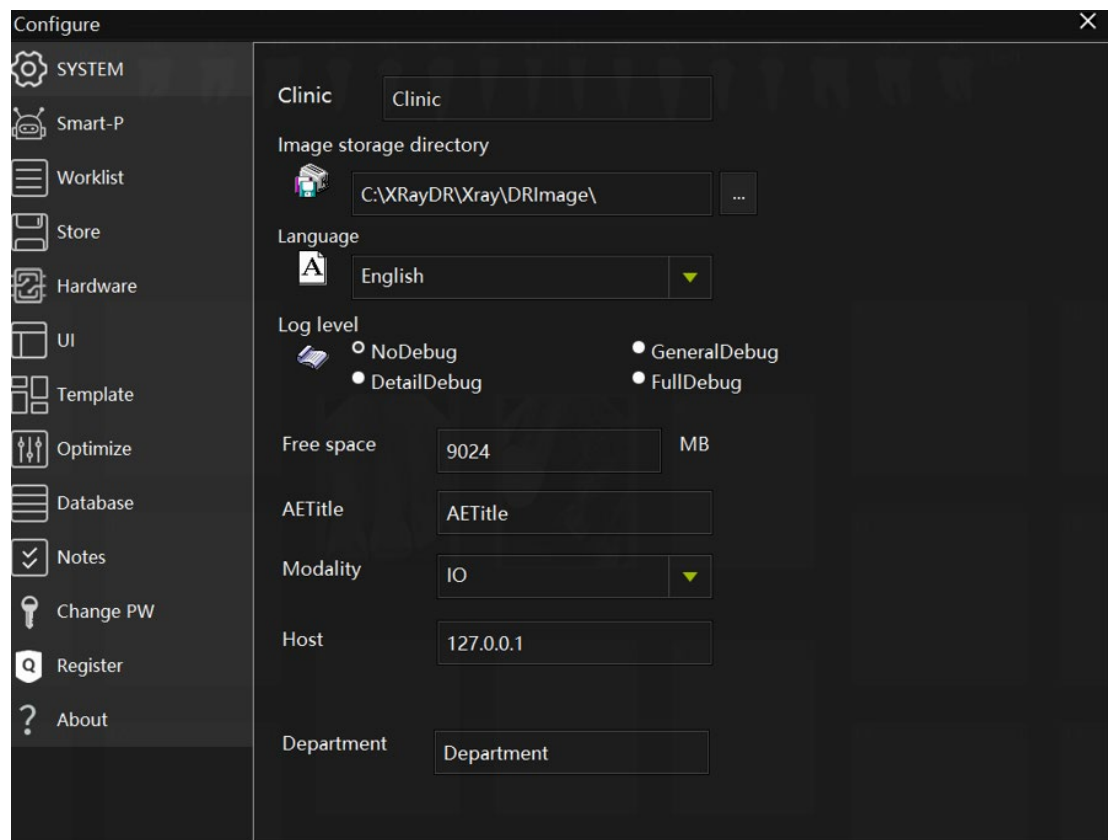 Configure
SYSTEM
Smart-P
Worklist
Store
Hardware
UI
Template
Optimize
Database
Notes
Change PW
Q
Register
About
Clinic Clinic
Image storage directory
C:\XRayDR\Xray\DRImage\ ...
Language
A
English
Log level
NoDebug GeneralDebug
DetailDebug FullDebug
Free space 9024 MB
AETitle AETitle
Modality IO
Host 127.0.0.1
Department Department